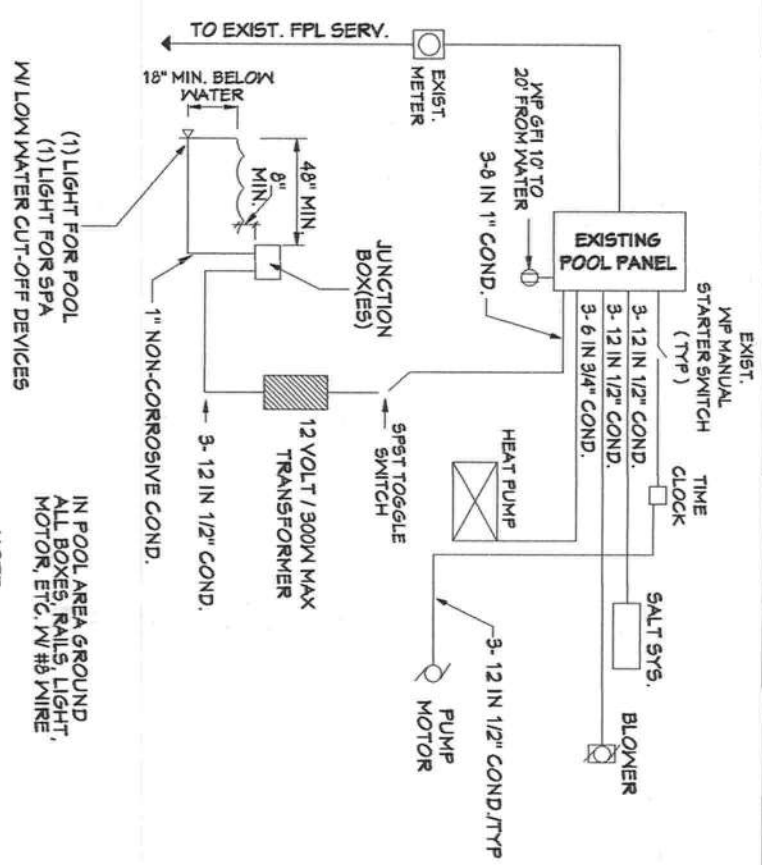 TO EXIST. FPL SERV.
EXIST.
METER
18" MIN. BELOW
WATER
48" MIN.
8"
MIN.
JUNCTION
BOX(ES)
(1) LIGHT FOR POOL
(1) LIGHT FOR SPA
W/ LOW WATER CUT-OFF DEVICES
1" NON-CORROSIVE COND.
3- 12 IN 1/2" COND.
12 VOLT / 300W MAX
TRANSFORMER
SPST TOGGLE
SWITCH
WP GFI 10' TO
20' FROM WATER
3-8 IN 1" COND.
EXISTING
POOL PANEL
EXIST.
WP MANUAL
STARTER SWITCH
( TYP )
3- 12 IN 1/2" COND.
3- 12 IN 1/2" COND.
3- 6 IN 3/4" COND.
TIME
CLOCK
HEAT PUMP
SALT SYS.
BLOWER
3- 12 IN 1/2" COND./TYP
PUMP
MOTOR
IN POOL AREA GROUND
ALL BOXES, RAILS, LIGHT,
MOTOR, ETC. W/ #8 WIRE